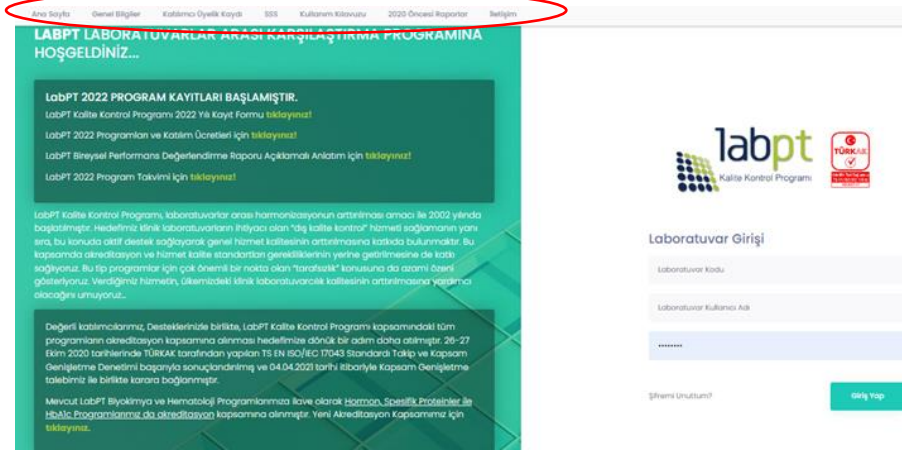 Ana Sayfa Genel Bilgiler Katılımcı Üyelik Kaydı SSS Kullanım Kılavuzu 2020 Öncesi Raporlar İletişim
LABPT LABORATUVARLAR ARASI KARŞILAŞTIRMA PROGRAMINA
HOŞGELDİNİZ...
LabPT 2022 PROGRAM KAYITLARI BAŞLAMIŞTIR.
LabPT Kalite Kontrol Programı 2022 Yılı Kayıt Formu tıklayınız!
LabPT 2022 Programları ve Katılım Ücretleri için tıklayınız!
LabPT Bireysel Performans Değerlendirme Raporu Açıklamalı Anlatım için tıklayınız!
LabPT 2022 Program Takvimi için tıklayınız!
LabPT Kalite Kontrol Programı, laboratuvarlar arası harmonizasyonun arttırılması amacı ile 2002 yılında
başlatılmıştır. Hedefimiz klinik laboratuvarların ihtiyacı olan "dış kalite kontrol" hizmeti sağlamanın yanı
sıra, bu konuda aktif destek sağlayarak genel hizmet kalitesinin arttırılmasına katkıda bulunmaktır. Bu
kapsamda akreditasyon ve hizmet kalite standartları gerekliliklerinin yerine getirilmesine de katkı
sağlıyoruz. Bu tip programlar için çok önemli bir nokta olan "tarafsızlık" konusuna da azami özeni
gösteriyoruz. Verdiğimiz hizmetin, ülkemizdeki klinik laboratuvarcılık kalitesinin artırılmasına yardımcı
olacağını umuyoruz...
Değerli katılımcılarımız, Desteklerinizle birlikte, LabPT Kalite Kontrol Programı kapsamındaki tüm
programların akreditasyon kapsamına alınması hedefimize dönük bir adım daha atılmıştır. 26-27
Ekim 2020 tarihlerinde TÜRKAK tarafından yapılan TS EN ISO/IEC 17043 Standardı Takip ve Kapsam
Genişletme Denetimi başarıyla sonuçlandırılmış ve 04.04.2021 tarihi itibariyle Kapsam Genişletme
talebimiz ile birlikte karara bağlanmıştır.
Mevcut LabPT Biyokimya ve Hematoloji Programlarımıza ilave olarak Hormon, Spesifik Proteinler ile
HbA1c Programlarımız da akreditasyon kapsamına alınmıştır. Yeni Akreditasyon Kapsamımız için
tıklayınız.
labpt
Kalite Kontrol Programı
TÜRKAK
Laboratuvar Girişi
Laboratuvar Kodu
Laboratuvar Kullanıcı Adı
••••••••
Şifremi Unuttum?
Giriş Yap